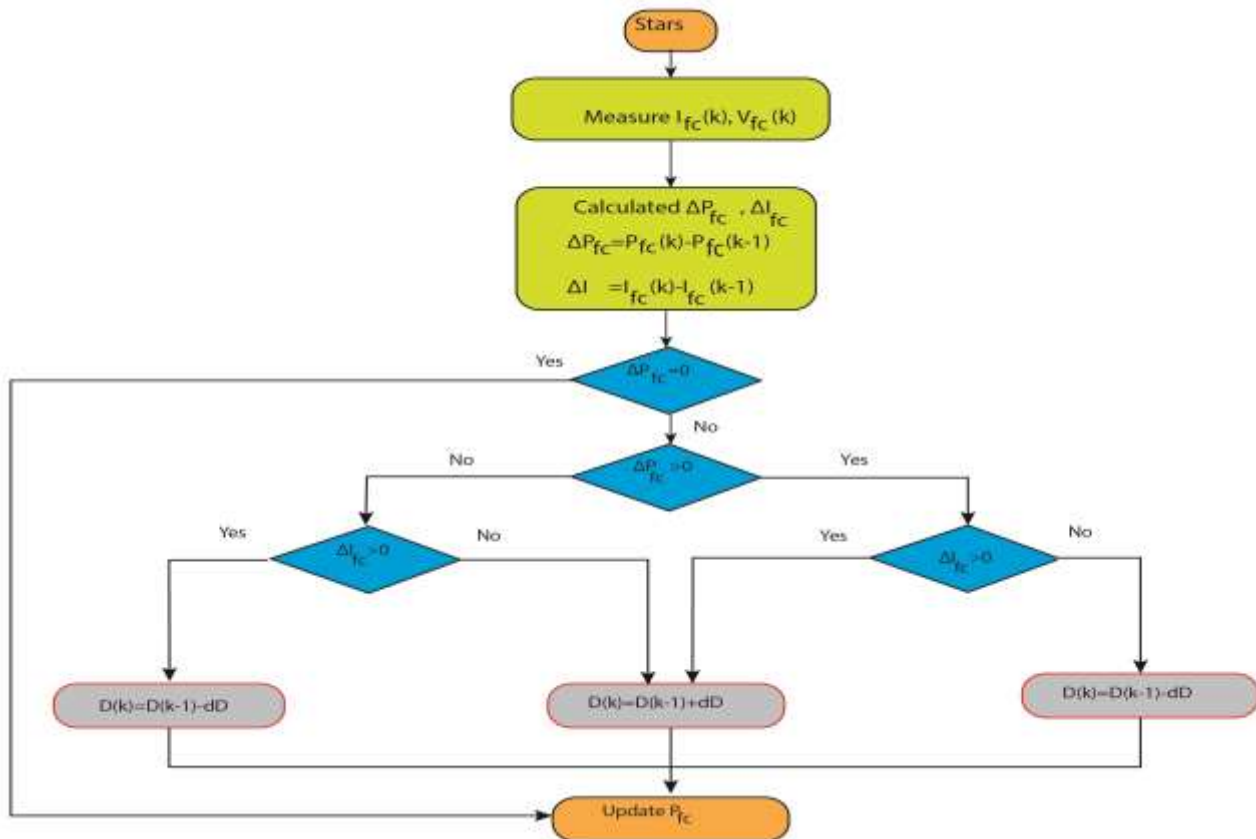 Stars
Measure Ifc(k), Vfc(k)
Calculated ΔPfc , ΔIfc
ΔPfc=Pfc(k)-Pfc(k-1)
ΔI =Ifc(k)-Ifc(k-1)
Yes
ΔPfc=0
No
No
ΔPfc>0
Yes
Yes
ΔIfc>0
No
Yes
ΔIfc>0
No
D(k)=D(k-1)-dD
D(k)=D(k-1)+dD
D(k)=D(k-1)-dD
Update Pfc